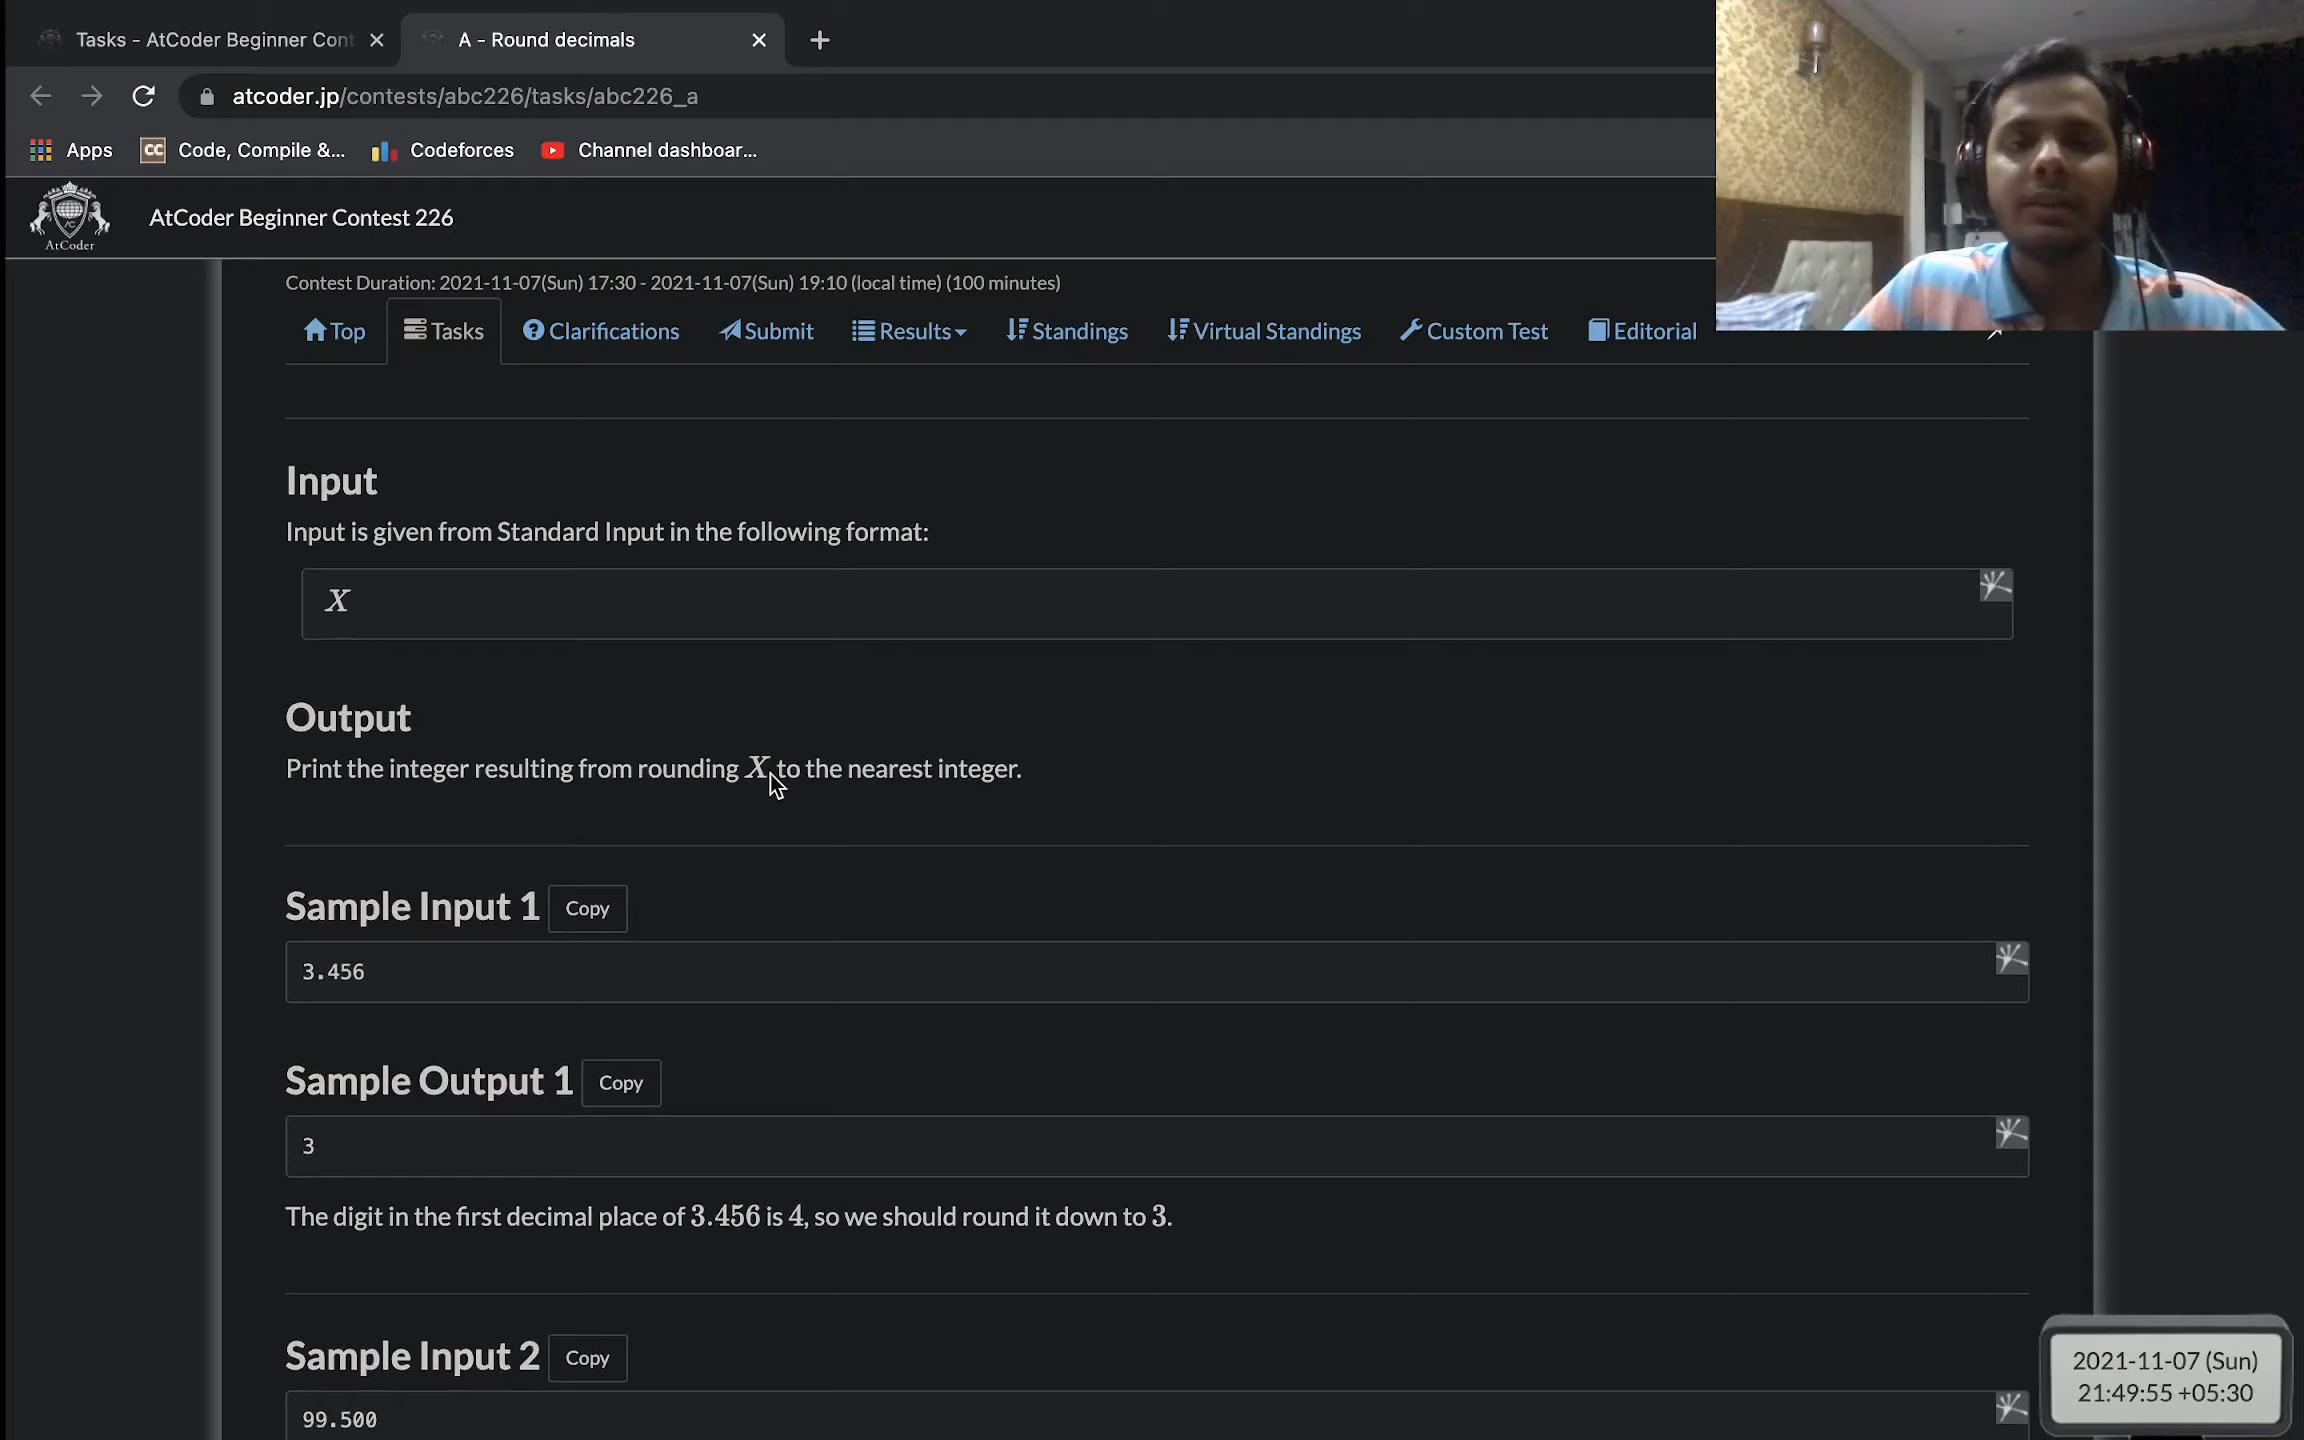 Tasks - AtCoder Beginner Cont
A - Round decimals
atcoder.jp/contests/abc226/tasks/abc226_a
Apps
CC Code, Compile &...
Codeforces
Channel dashboar...
AtCoder
AtCoder Beginner Contest 226
Contest Duration: 2021-11-07(Sun) 17:30 - 2021-11-07(Sun) 19:10 (local time) (100 minutes)
Top Tasks Clarifications Submit Results Standings Virtual Standings Custom Test Editorial
Input
Input is given from Standard Input in the following format:
X
Output
Print the integer resulting from rounding X to the nearest integer.
Sample Input 1 Copy
3.456
Sample Output 1 Copy
3
The digit in the first decimal place of 3.456 is 4, so we should round it down to 3.
Sample Input 2 Copy
99.500
2021-11-07 (Sun)
21:49:55 +05:30